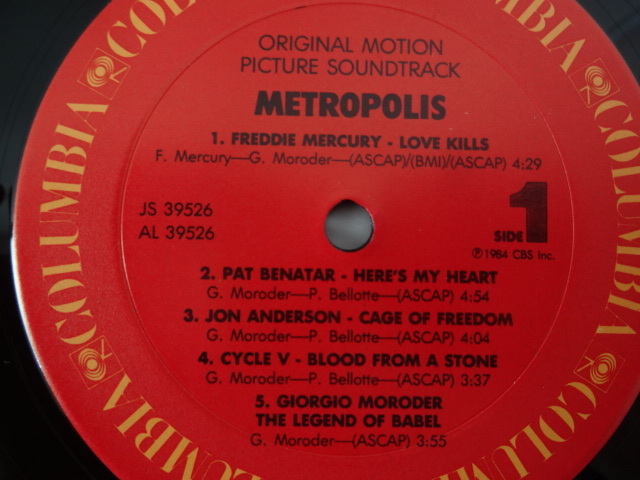 ORIGINAL MOTION
PICTURE SOUNDTRACK
METROPOLIS
1. FREDDIE MERCURY - LOVE KILLS
F. Mercury—G. Moroder—(ASCAP)/(BMI)/(ASCAP) 4:29
JS 39526
AL 39526
SIDE 1
℗1984 CBS Inc.
2. PAT BENATAR - HERE'S MY HEART
G. Moroder—P. Bellotte—(ASCAP) 4:54
3. JON ANDERSON - CAGE OF FREEDOM
G. Moroder—P. Bellotte—(ASCAP) 4:04
4. CYCLE V - BLOOD FROM A STONE
G. Moroder—P. Bellotte—(ASCAP) 3:37
5. GIORGIO MORODER
THE LEGEND OF BABEL
G. Moroder—(ASCAP) 3:55
COLUMBIA
COLUMBIA
COLUMBIA
COLUMBIA
COLUMBIA
COLUMBIA